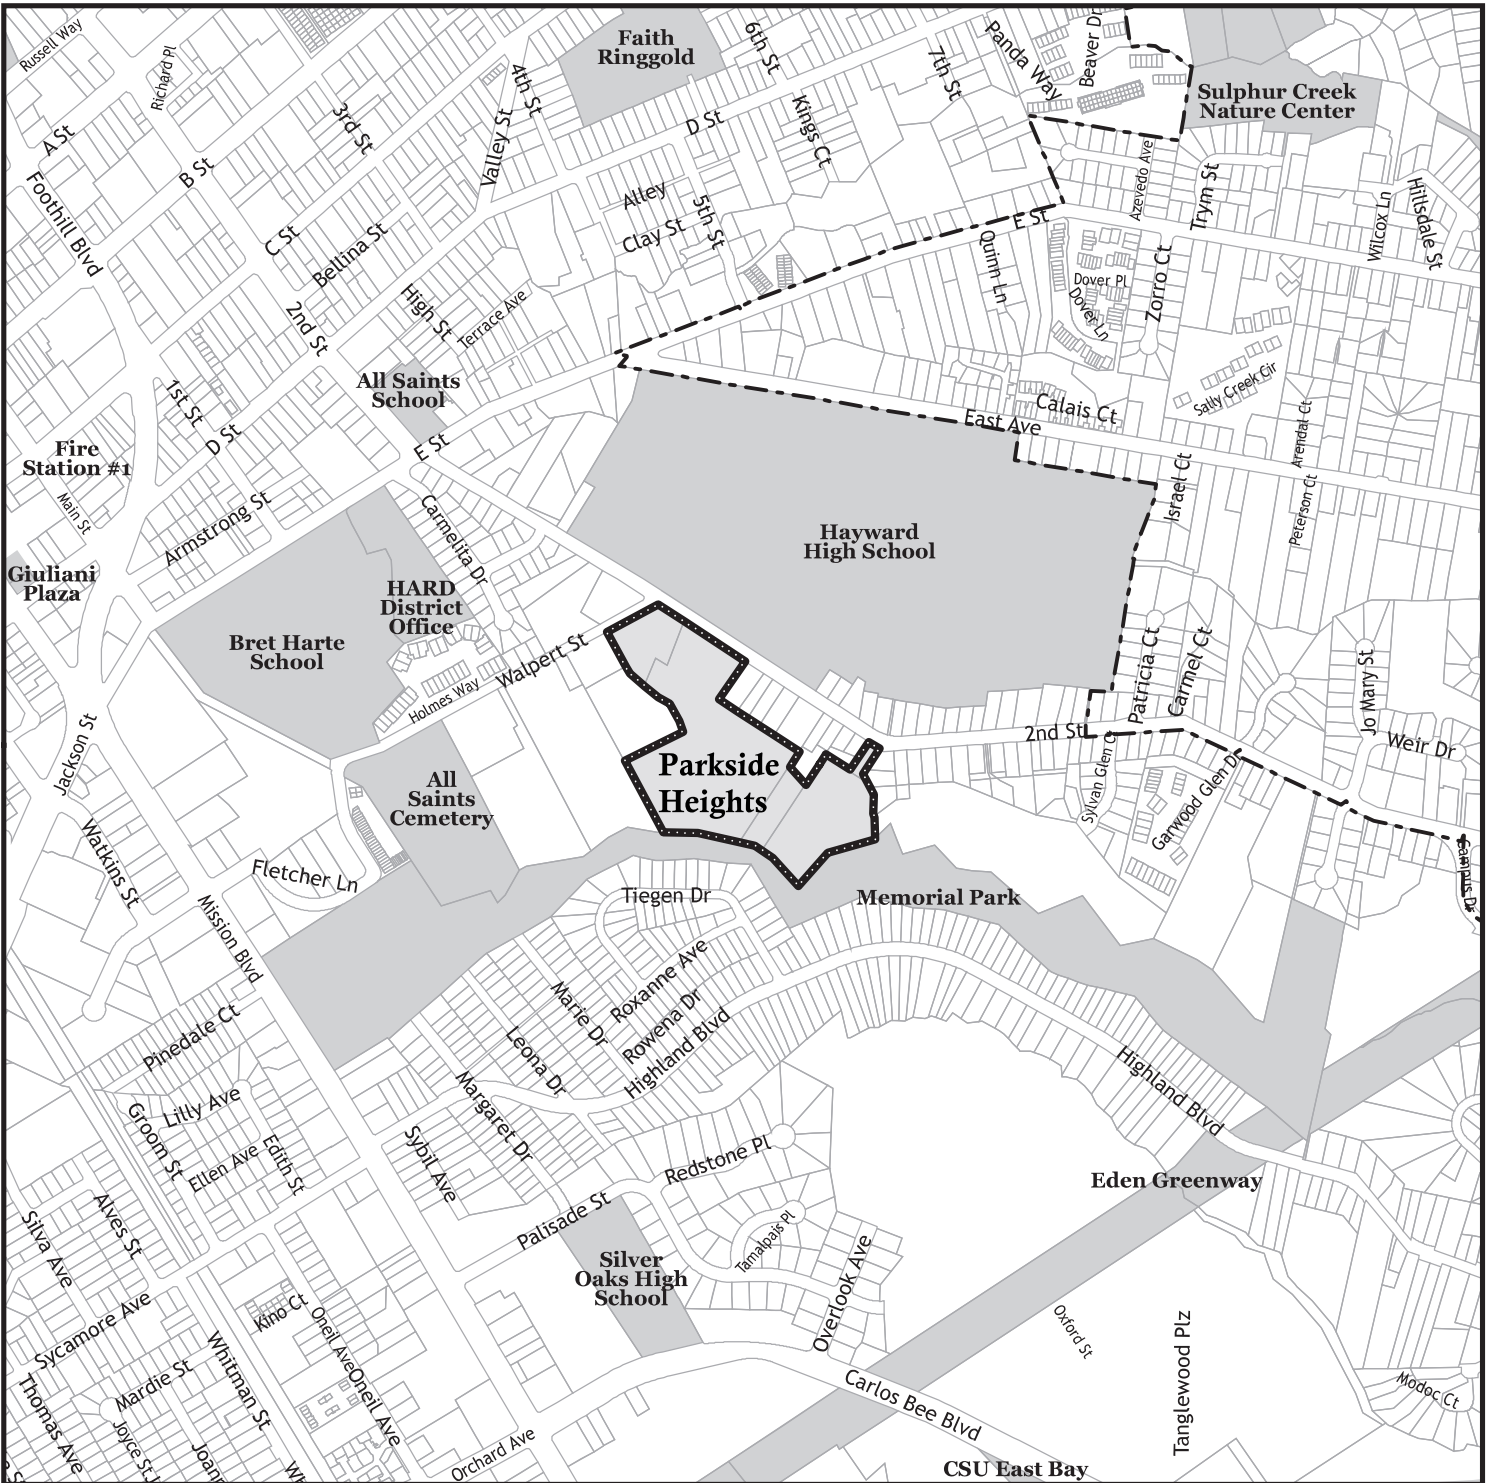 Russell Way
Richard Pl
Faith
Ringgold
6th St
7th St
Panda Way
Beaver Dr
Sulphur Creek
Nature Center
A St
3rd St
4th St
Valley St
D St
Kings Ct
B St
Foothill Blvd
Alley
Clay St
5th St
Azevedo Ave
Trym St
Wilcox Ln
Hillsdale St
C St
Bellina St
E St
Quinn Ln
Dover Pl
Dover Ln
Zorro Ct
2nd St
High St
Terrace Ave
All Saints
School
1st St
D St
Sally Creek Cir
Calais Ct
East Ave
Arendal Ct
Fire
Station #1
E St
Main St
Armstrong St
Carmelita Dr
Israel Ct
Peterson Ct
Hayward
High School
Giuliani
Plaza
HARD
District
Office
Bret Harte
School
Walpert St
Holmes Way
Patricia Ct
Carmel Ct
Jo Mary St
Weir Dr
2nd St
Jackson St
Parkside
Heights
All
Saints
Cemetery
Sylvan Glen Ct
Garwood Glen Dr
Campus Dr
Watkins St
Fletcher Ln
Tiegen Dr
Memorial Park
Mission Blvd
Roxanne Ave
Marie Dr
Rowena Dr
Leona Dr
Highland Blvd
Pinedale Ct
Highland Blvd
Margaret Dr
Lilly Ave
Groom St
Ellen Ave
Edith St
Sybil Ave
Redstone Pl
Eden Greenway
Palisade St
Alves St
Silva Ave
Tamalpais Pl
Silver
Oaks High
School
Overlook Ave
Kino Ct
Oneil Ave
Oneil Ave
Sycamore Ave
Whitman St
Mardie St
Thomas Ave
Joyce St
Joann
Wh
Oxford St
Tanglewood Plz
Carlos Bee Blvd
Modoc Ct
Orchard Ave
CSU East Bay